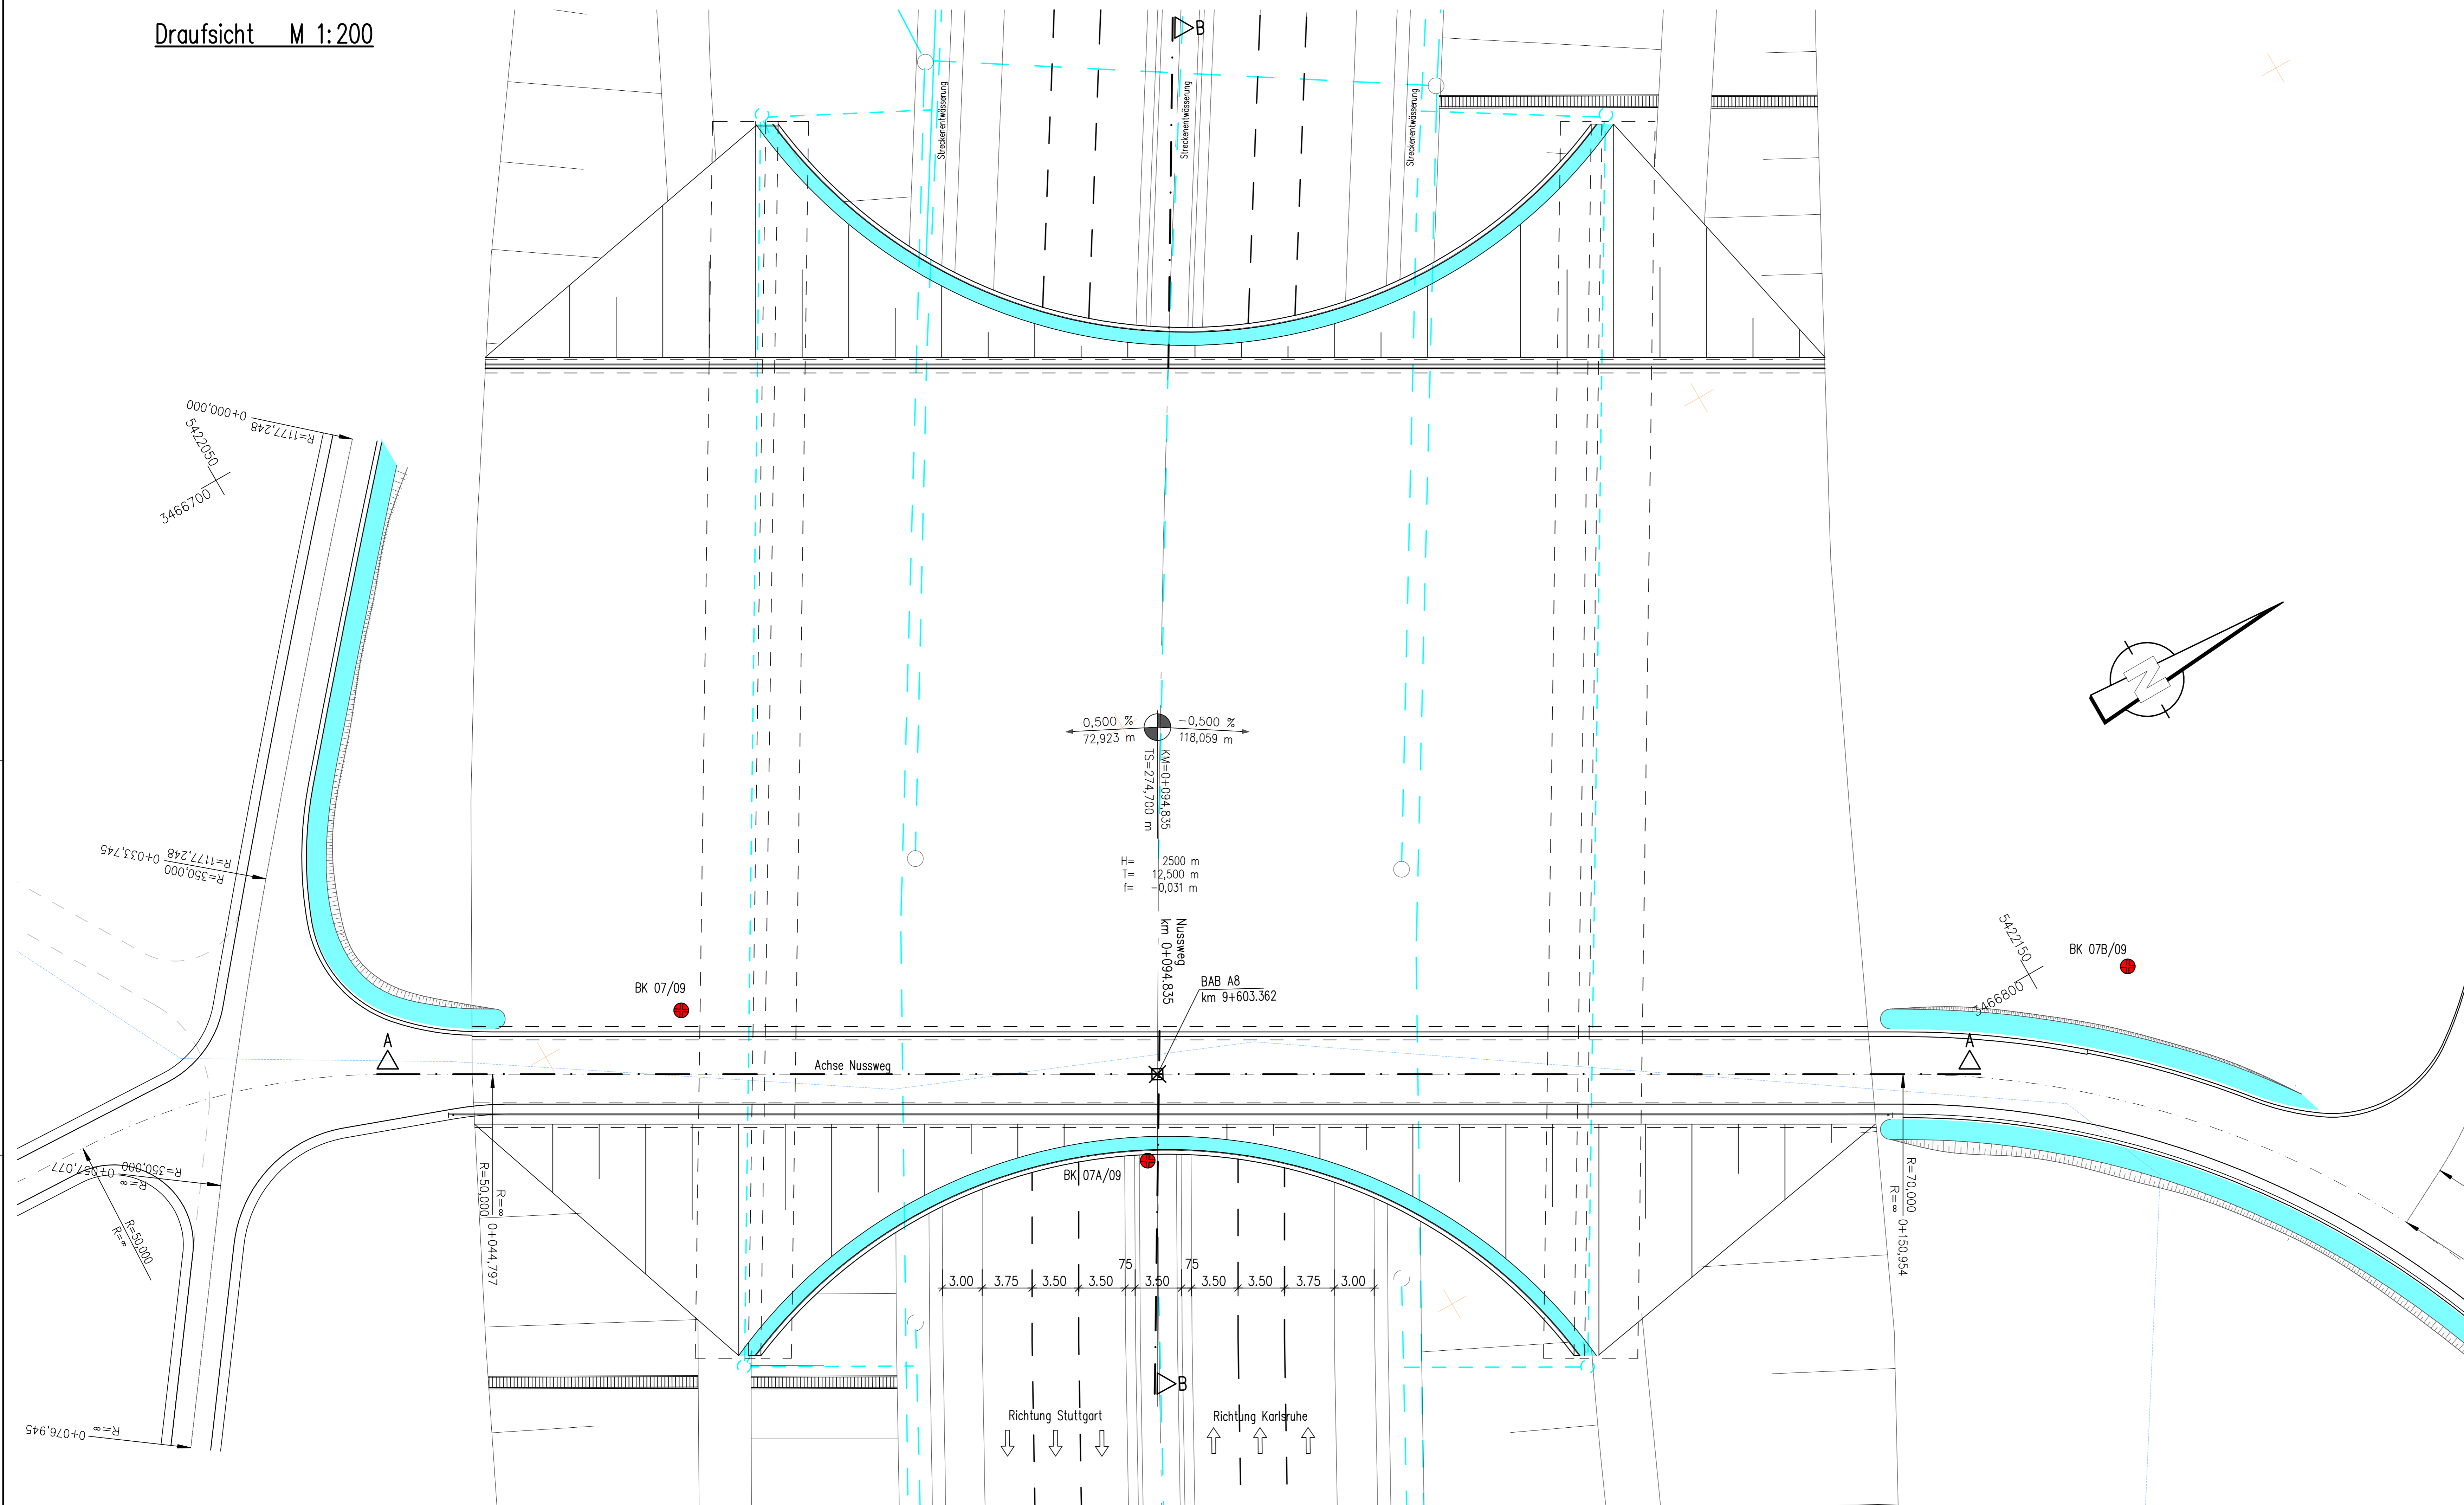 Draufsicht M 1:200
B
Streckenentwässerung
Streckenentwässerung
Streckenentwässerung
0+000,000
R=1177,248
5422050
3466700
N
0,500 %
72,923 m
-0,500 %
118,059 m
TS=274,700 m
KM=0+094,835
H= 2500 m
T= 12,500 m
f= -0,031 m
R=1177,248
0+033,745
R=350,000
Nussweg
km 0+094.835
BAB A8
km 9+603.362
BK 07/09
5422150
3466800
BK 07B/09
A
Achse Nussweg
A
R=350,000
0+057,077
R=∞
R=50,000
R=∞
R=50,000
R=∞
0+044,797
BK 07A/09
R=70,000
R=∞
0+150,954
75 75
3.00 3.75 3.50 3.50 3.50 3.50 3.50 3.75 3.00
B
Richtung Stuttgart
Richtung Karlsruhe
R=∞
0+076,945